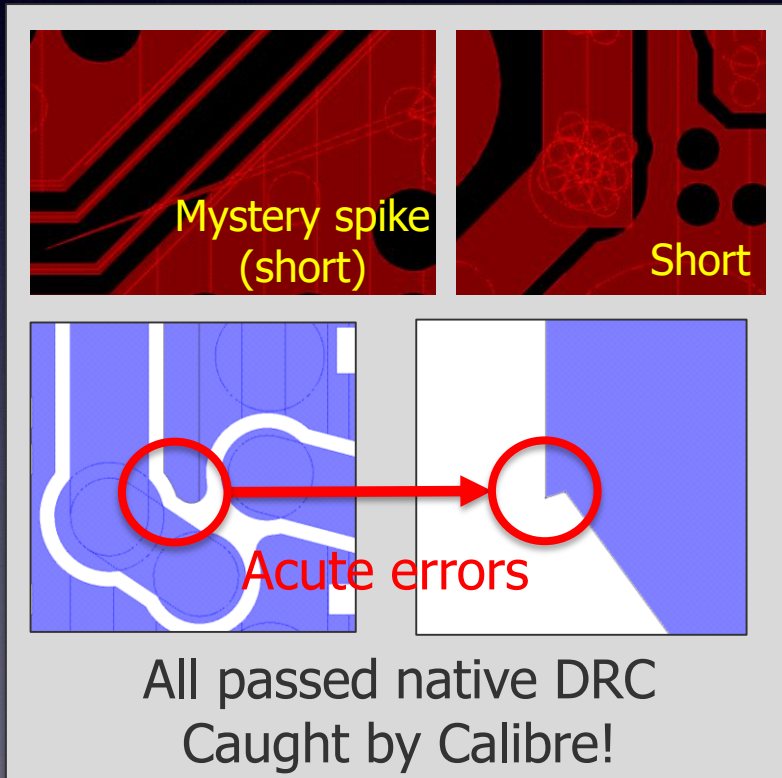 Mystery spike
(short)
Short
Acute errors
All passed native DRC
Caught by Calibre!